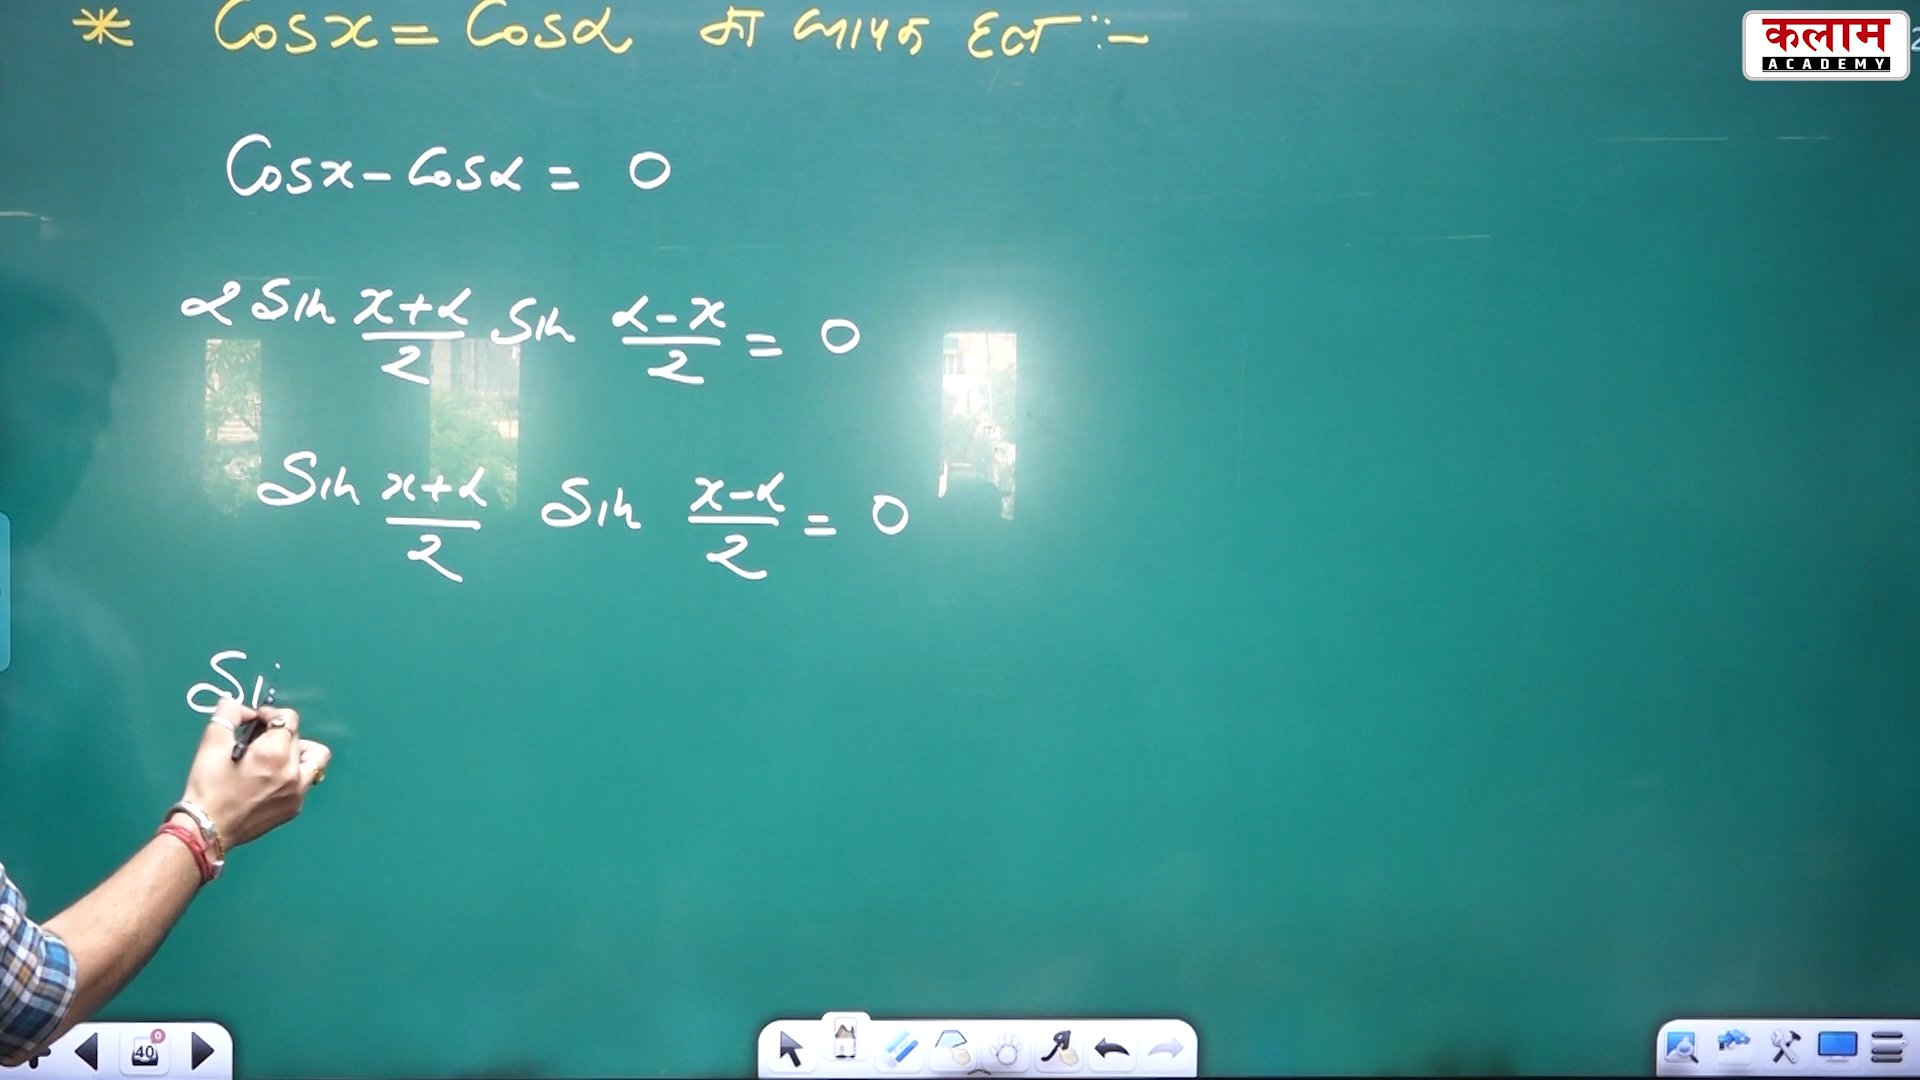 * Cosx = Cosα का व्यापक हल :-
कलाम
ACADEMY
Cosx - Cosα = 0
2 Sin x+α/2 Sin α-x/2 = 0
Sin x+α/2 Sin x-α/2 = 0
Si
40
0